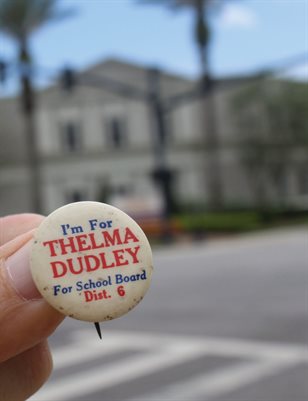 I'm For
THELMA
DUDLEY
For School Board
Dist. 6